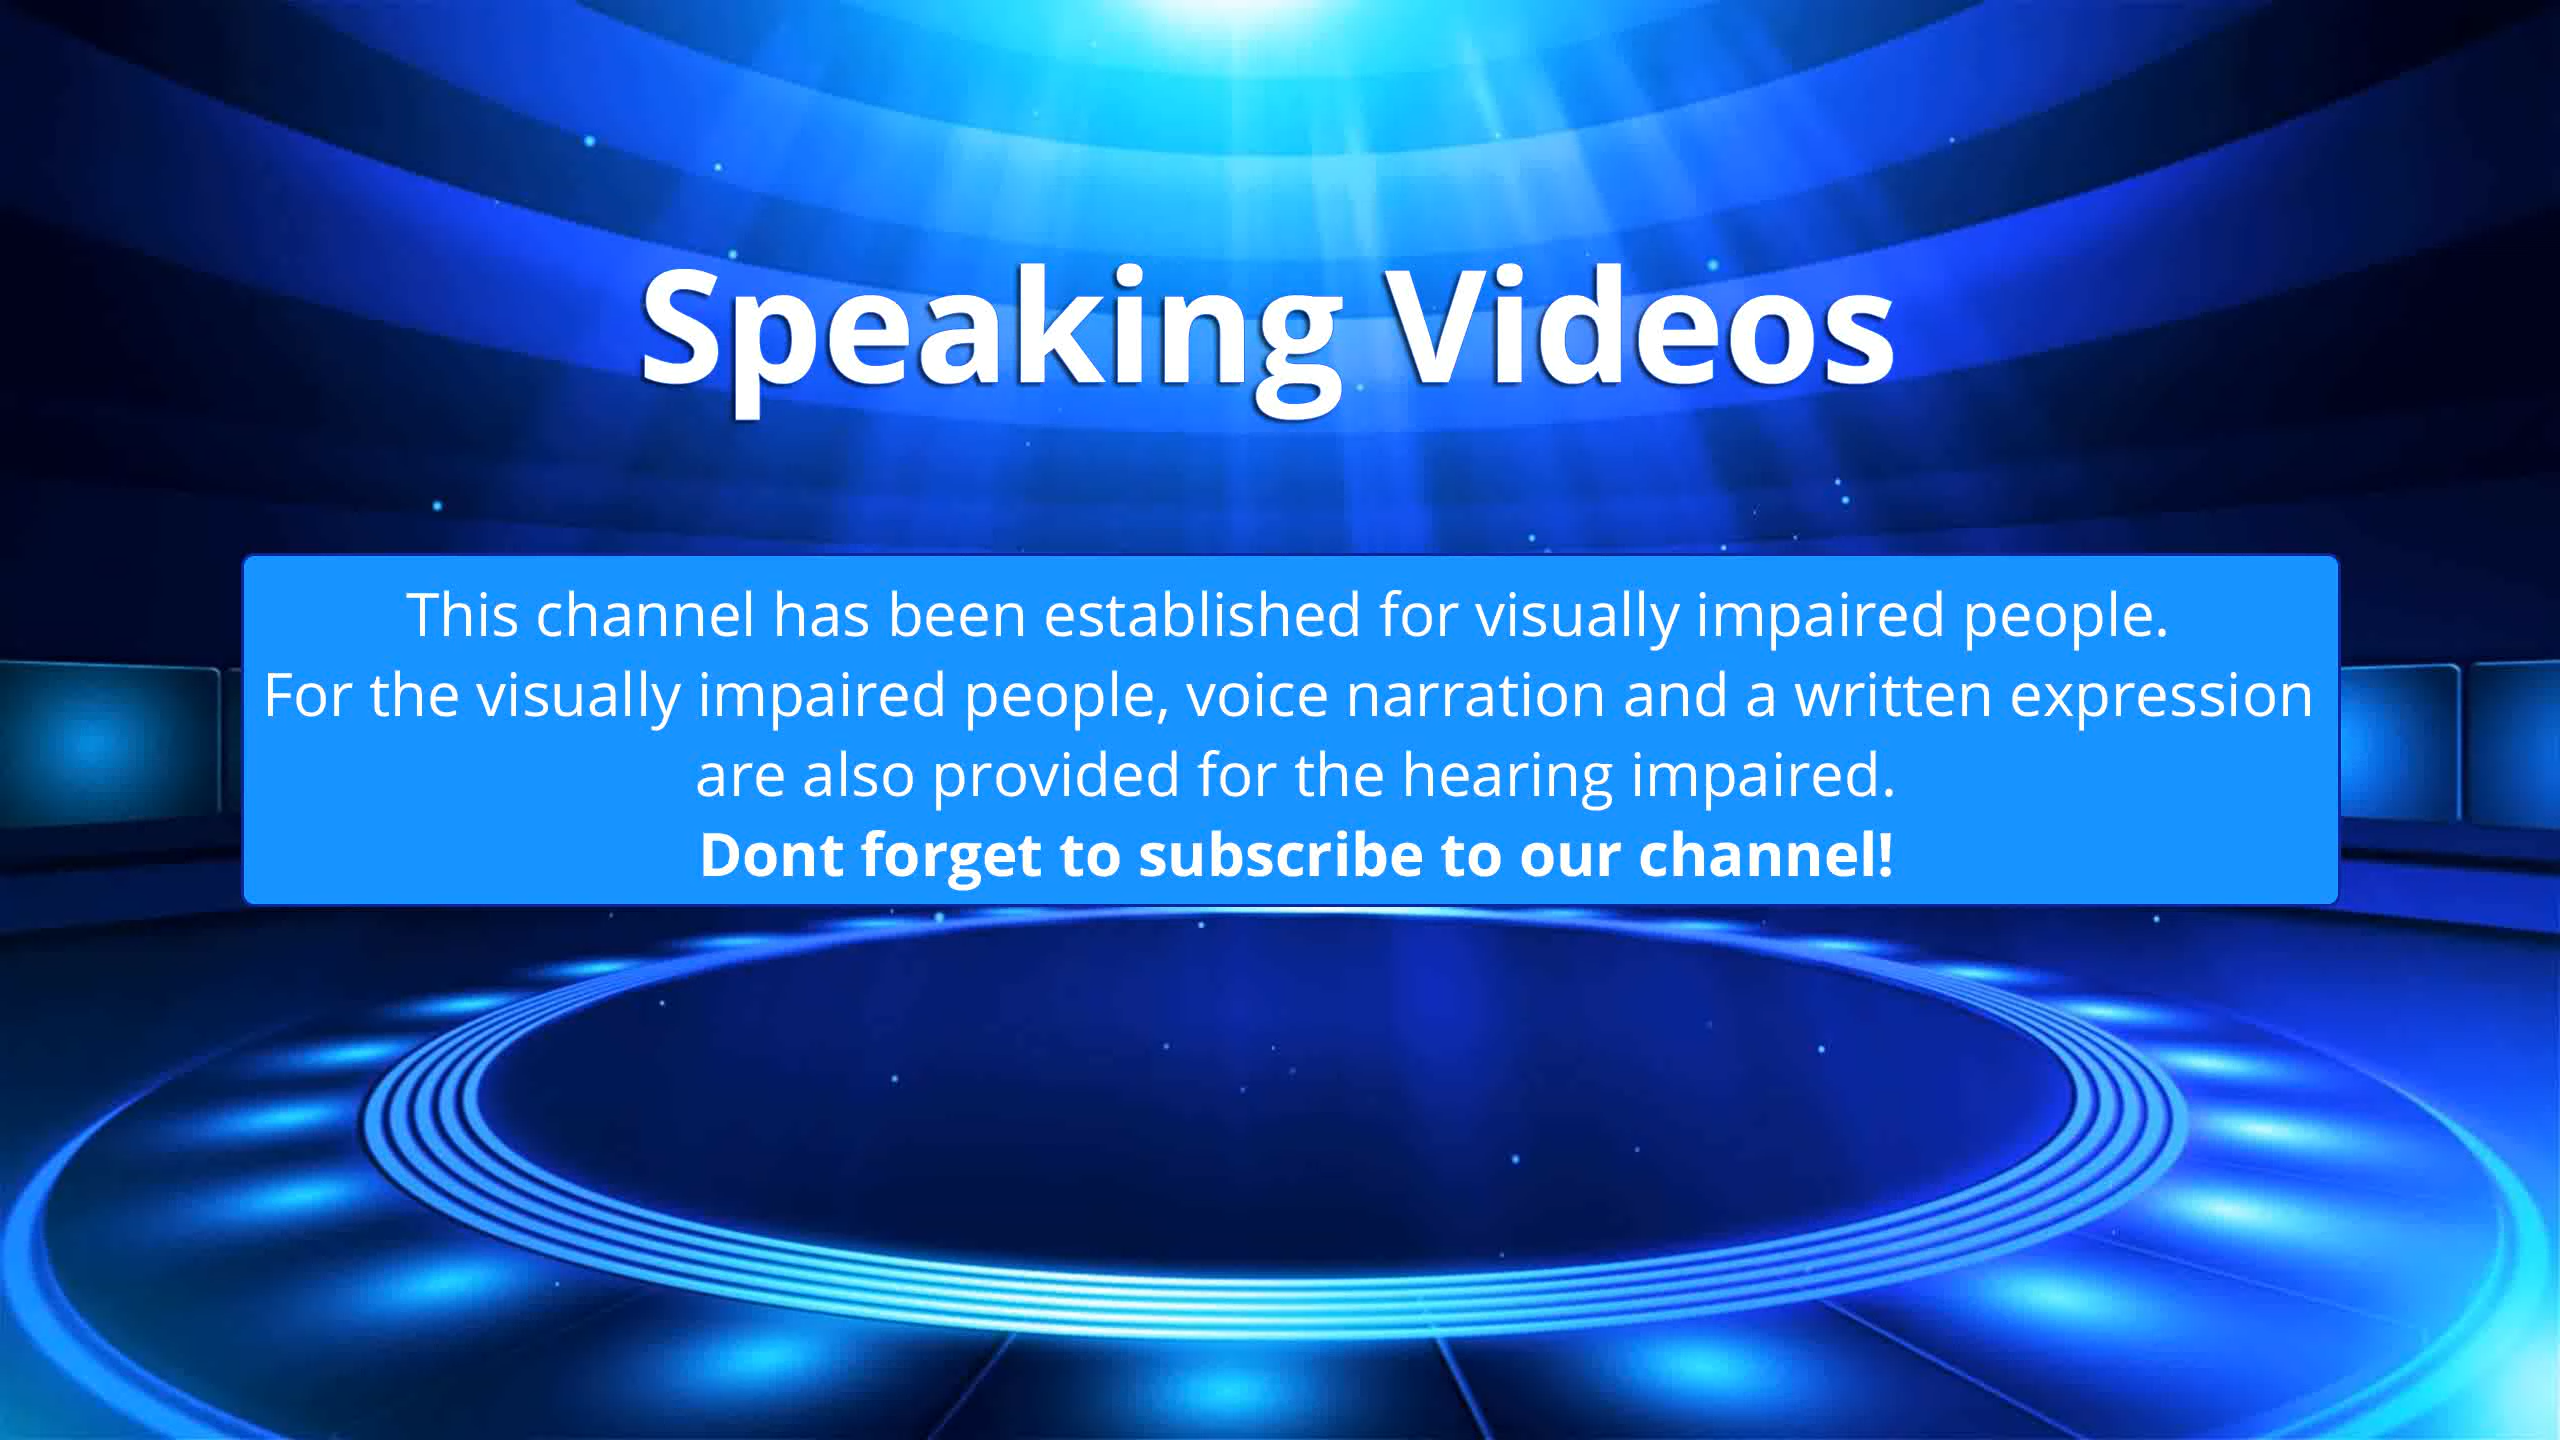 Speaking Videos
This channel has been established for visually impaired people.
For the visually impaired people, voice narration and a written expression
are also provided for the hearing impaired.
Dont forget to subscribe to our channel!